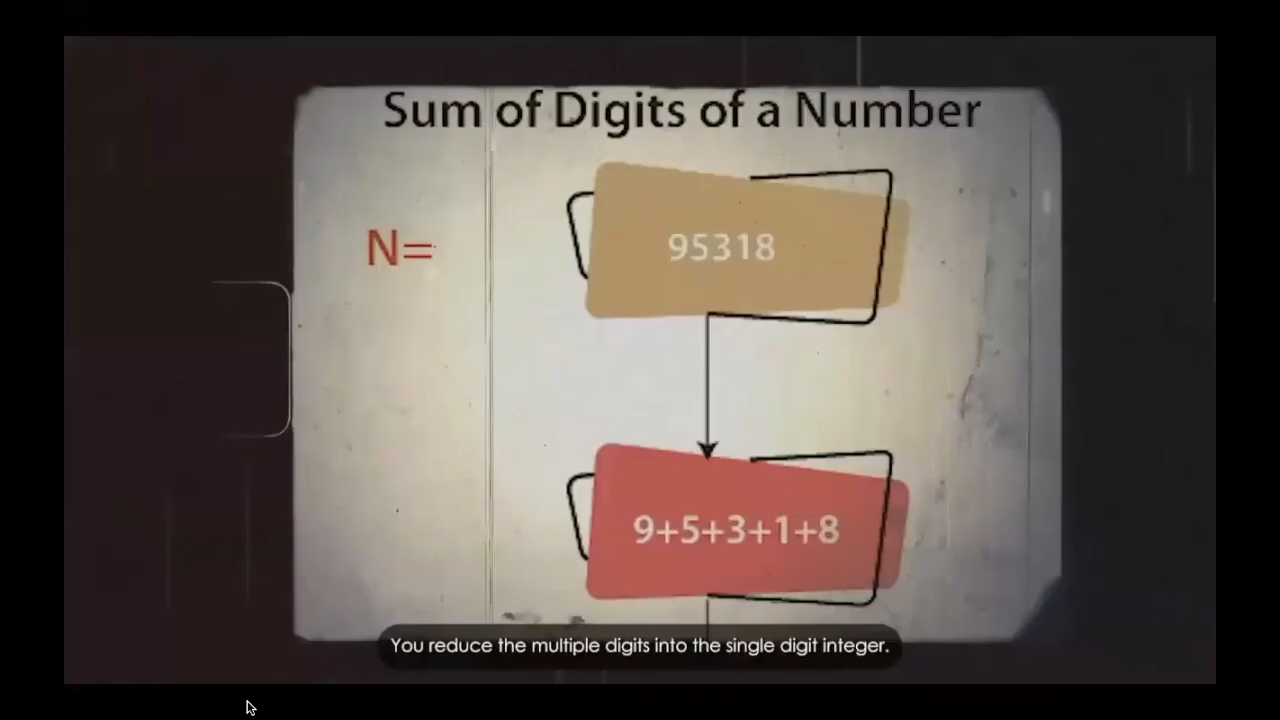 Sum of Digits of a Number
N=
95318
9+5+3+1+8
You reduce the multiple digits into the single digit integer.